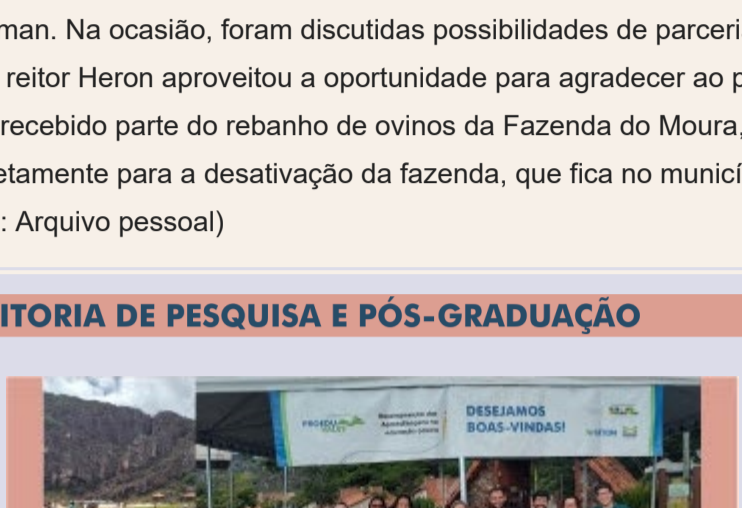 man. Na ocasião, foram discutidas possibilidades de parceri
reitor Heron aproveitou a oportunidade para agradecer ao p
recebido parte do rebanho de ovinos da Fazenda do Moura,
etamente para a desativação da fazenda, que fica no municí
: Arquivo pessoal)
ITORIA DE PESQUISA E PÓS-GRADUAÇÃO
DESEJAMOS
BOAS-VINDAS!